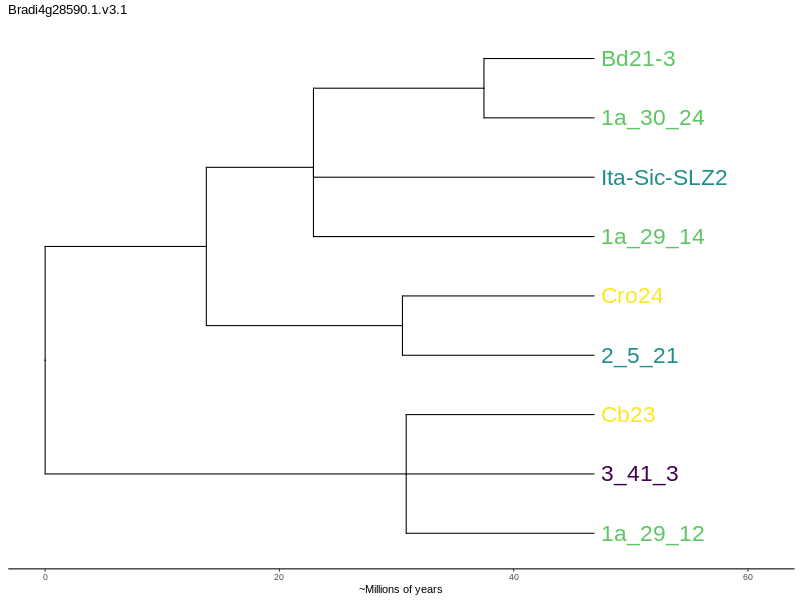 Bradi4g28590.1.v3.1
Bd21-3
1a_30_24
Ita-Sic-SLZ2
1a_29_14
Cro24
2_5_21
Cb23
3_41_3
1a_29_12
0 20 40 60
~Millions of years